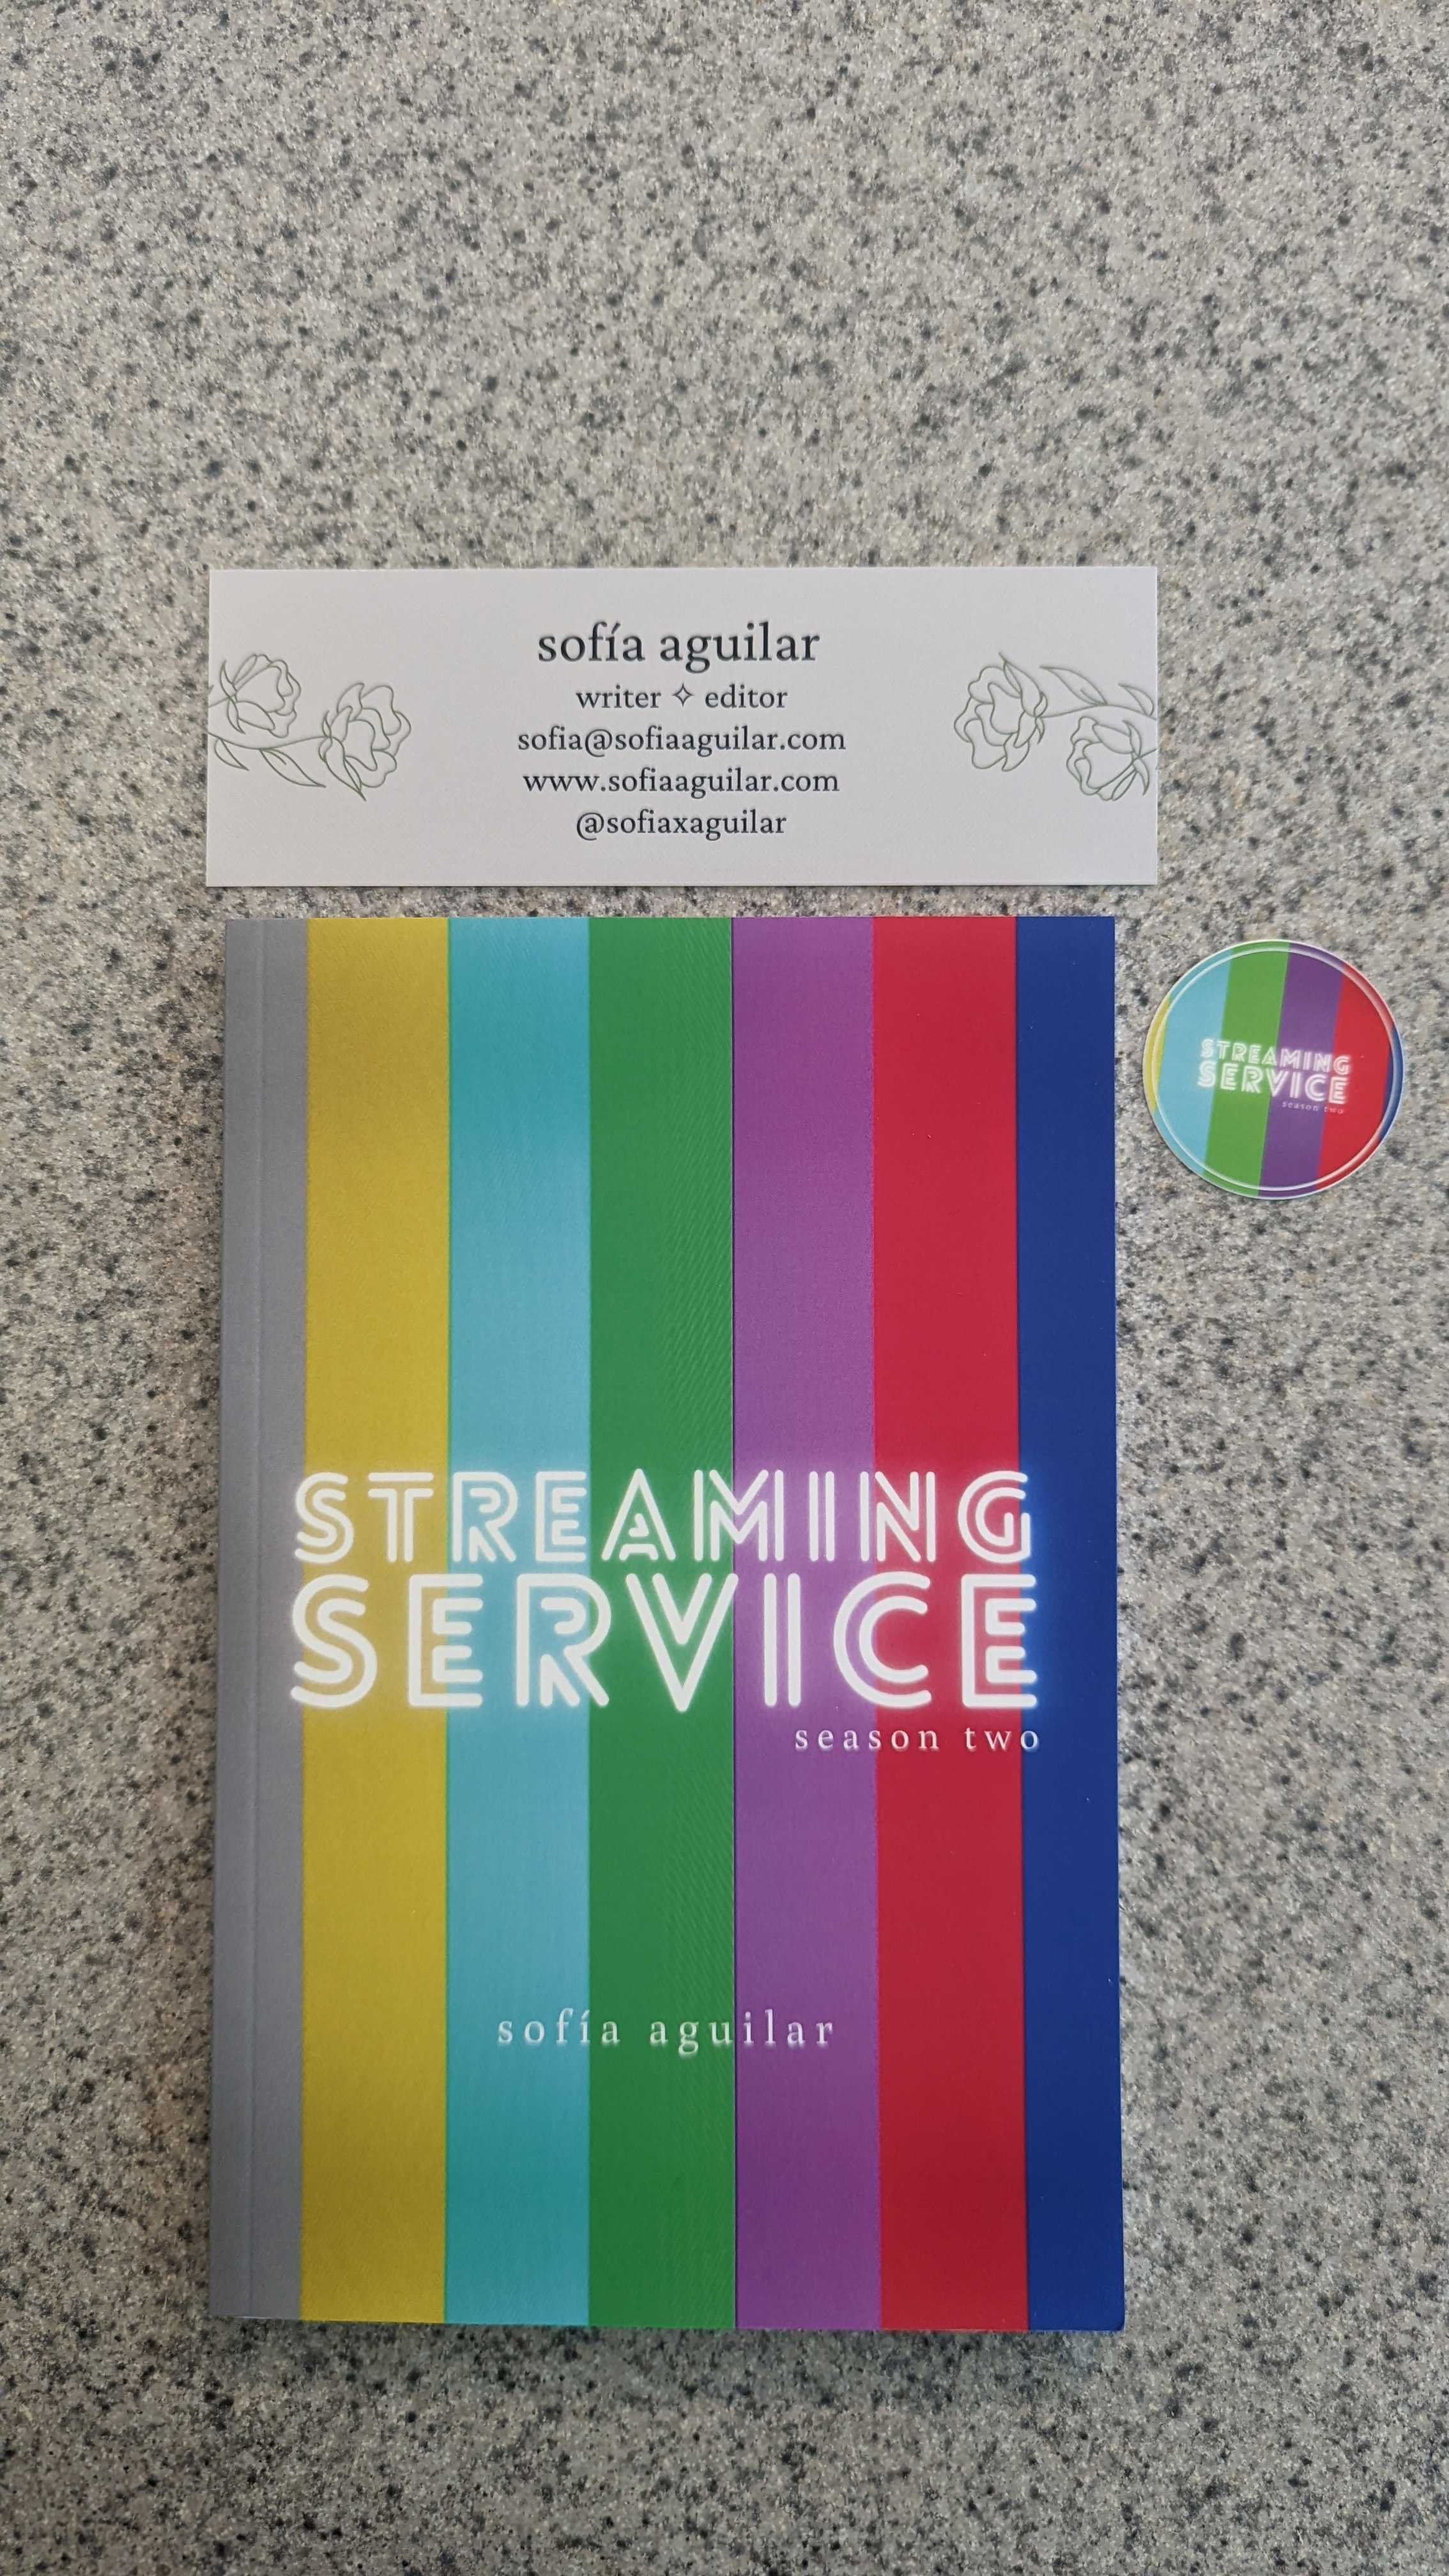 sofía aguilar
writer ✧ editor
sofia@sofiaaguilar.com
www.sofiaaguilar.com
@sofiaxaguilar
STREAMING
SERVICE
season two
sofía aguilar
STREAMING
SERVICE
season two